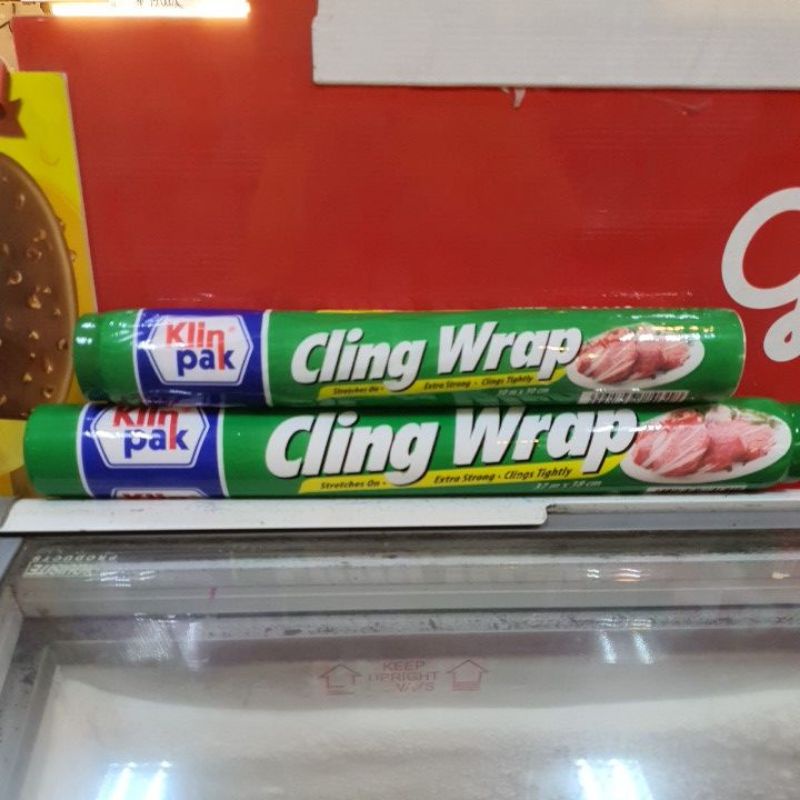 Klin
pak
Cling Wrap
Stretches On · Extra Strong · Clings Tightly
Klin
pak
Cling Wrap
Stretches On · Extra Strong · Clings Tightly
PRODUCTS
KEEP
UPRIGHT